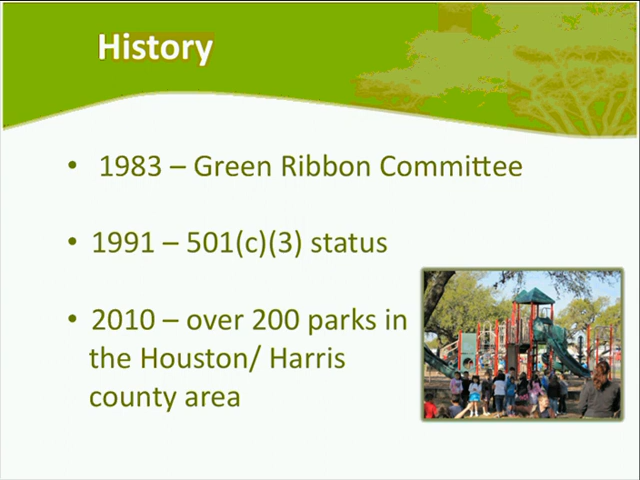 History
• 1983 – Green Ribbon Committee
• 1991 – 501(c)(3) status
• 2010 – over 200 parks in
the Houston/ Harris
county area